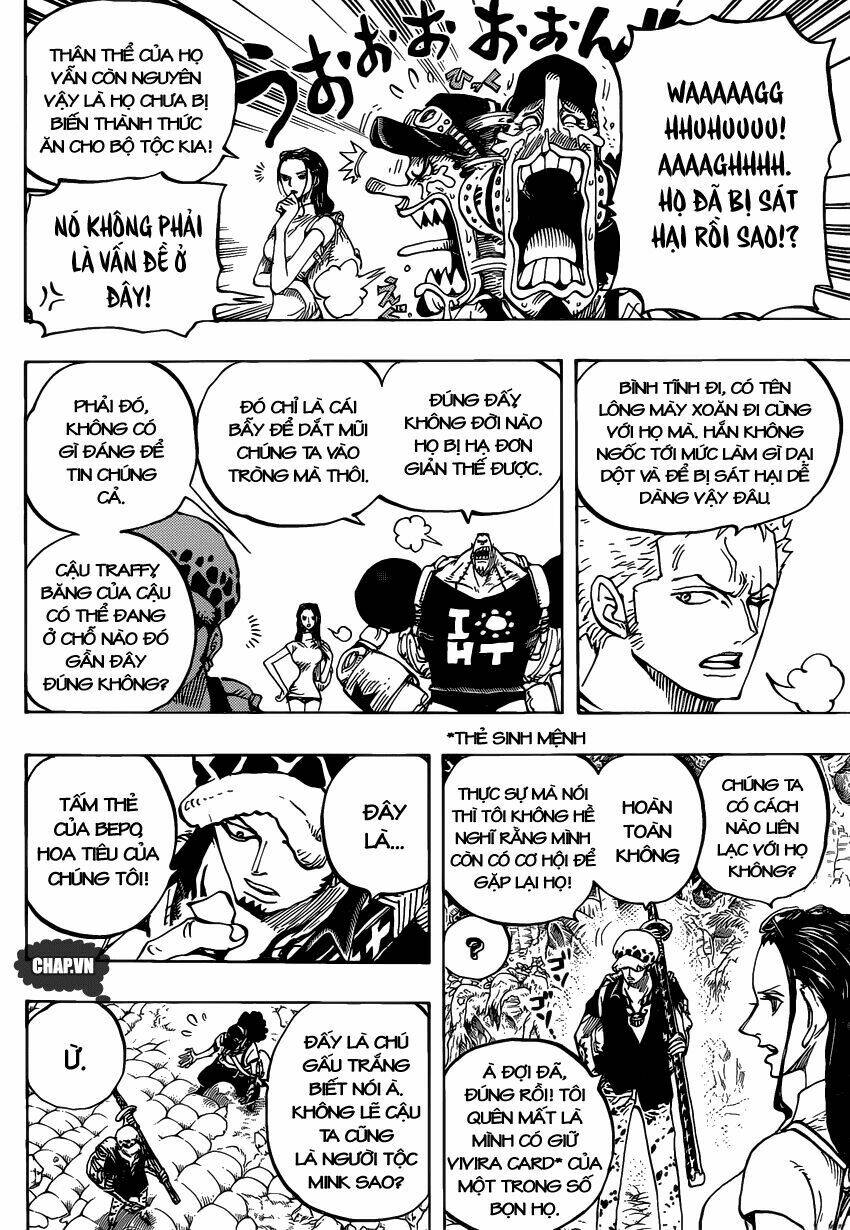 うおおおおおおん!!
WAAAAAGG
HHUHUUUU!
AAAAGHHHH.
HỌ ĐÃ BỊ SÁT
HẠI RỒI SAO!?
THÂN THỂ CỦA HỌ
VẪN CÒN NGUYÊN
VẬY LÀ HỌ CHƯA BỊ
BIẾN THÀNH THỨC
ĂN CHO BỘ TỘC KIA!
NÓ KHÔNG PHẢI
LÀ VẤN ĐỀ Ở
ĐÂY!
BÌNH TĨNH ĐI, CÓ TÊN
LÔNG MÀY XOĂN ĐI CÙNG
VỚI HỌ MÀ. HẮN KHÔNG
NGỐC TỚI MỨC LÀM GÌ DẠI
DỘT VÀ ĐỂ BỊ SÁT HẠI DỄ
DÀNG VẬY ĐÂU.
ĐÚNG ĐẤY,
KHÔNG ĐỜI NÀO
HỌ BỊ HẠ ĐƠN
GIẢN THẾ ĐƯỢC.
ĐÓ CHỈ LÀ CÁI
BẪY ĐỂ DẮT MŨI
CHÚNG TA VÀO
TRÒNG MÀ THÔI.
PHẢI ĐÓ,
KHÔNG CÓ
GÌ ĐÁNG ĐỂ
TIN CHÚNG
CẢ.
CẬU TRAFFY,
BĂNG CỦA CẬU
CÓ THỂ ĐANG
Ở CHỖ NÀO ĐÓ
GẦN ĐÂY
ĐÚNG KHÔNG?
I
HT
*THẺ SINH MỆNH
CHÚNG TA
CÓ CÁCH
NÀO LIÊN
LẠC VỚI HỌ
KHÔNG?
HOÀN
TOÀN
KHÔNG,
THỰC SỰ MÀ NÓI
THÌ TÔI KHÔNG HỀ
NGHĨ RẰNG MÌNH
CÒN CÓ CƠ HỘI ĐỂ
GẶP LẠI HỌ!
?
À ĐỢI ĐÃ,
ĐÚNG RỒI! TÔI
QUÊN MẤT LÀ
MÌNH CÓ GIỮ
VIVIRA CARD* CỦA
MỘT TRONG SỐ
BỌN HỌ.
ĐÂY
LÀ...
TẤM THẺ
CỦA BEPO,
HOA TIÊU CỦA
CHÚNG TÔI!
CHAP.VN
ĐẤY LÀ CHÚ
GẤU TRẮNG
BIẾT NÓI À.
KHÔNG LẼ CẬU
TA CŨNG
LÀ NGƯỜI TỘC
MINK SAO?
Ừ.